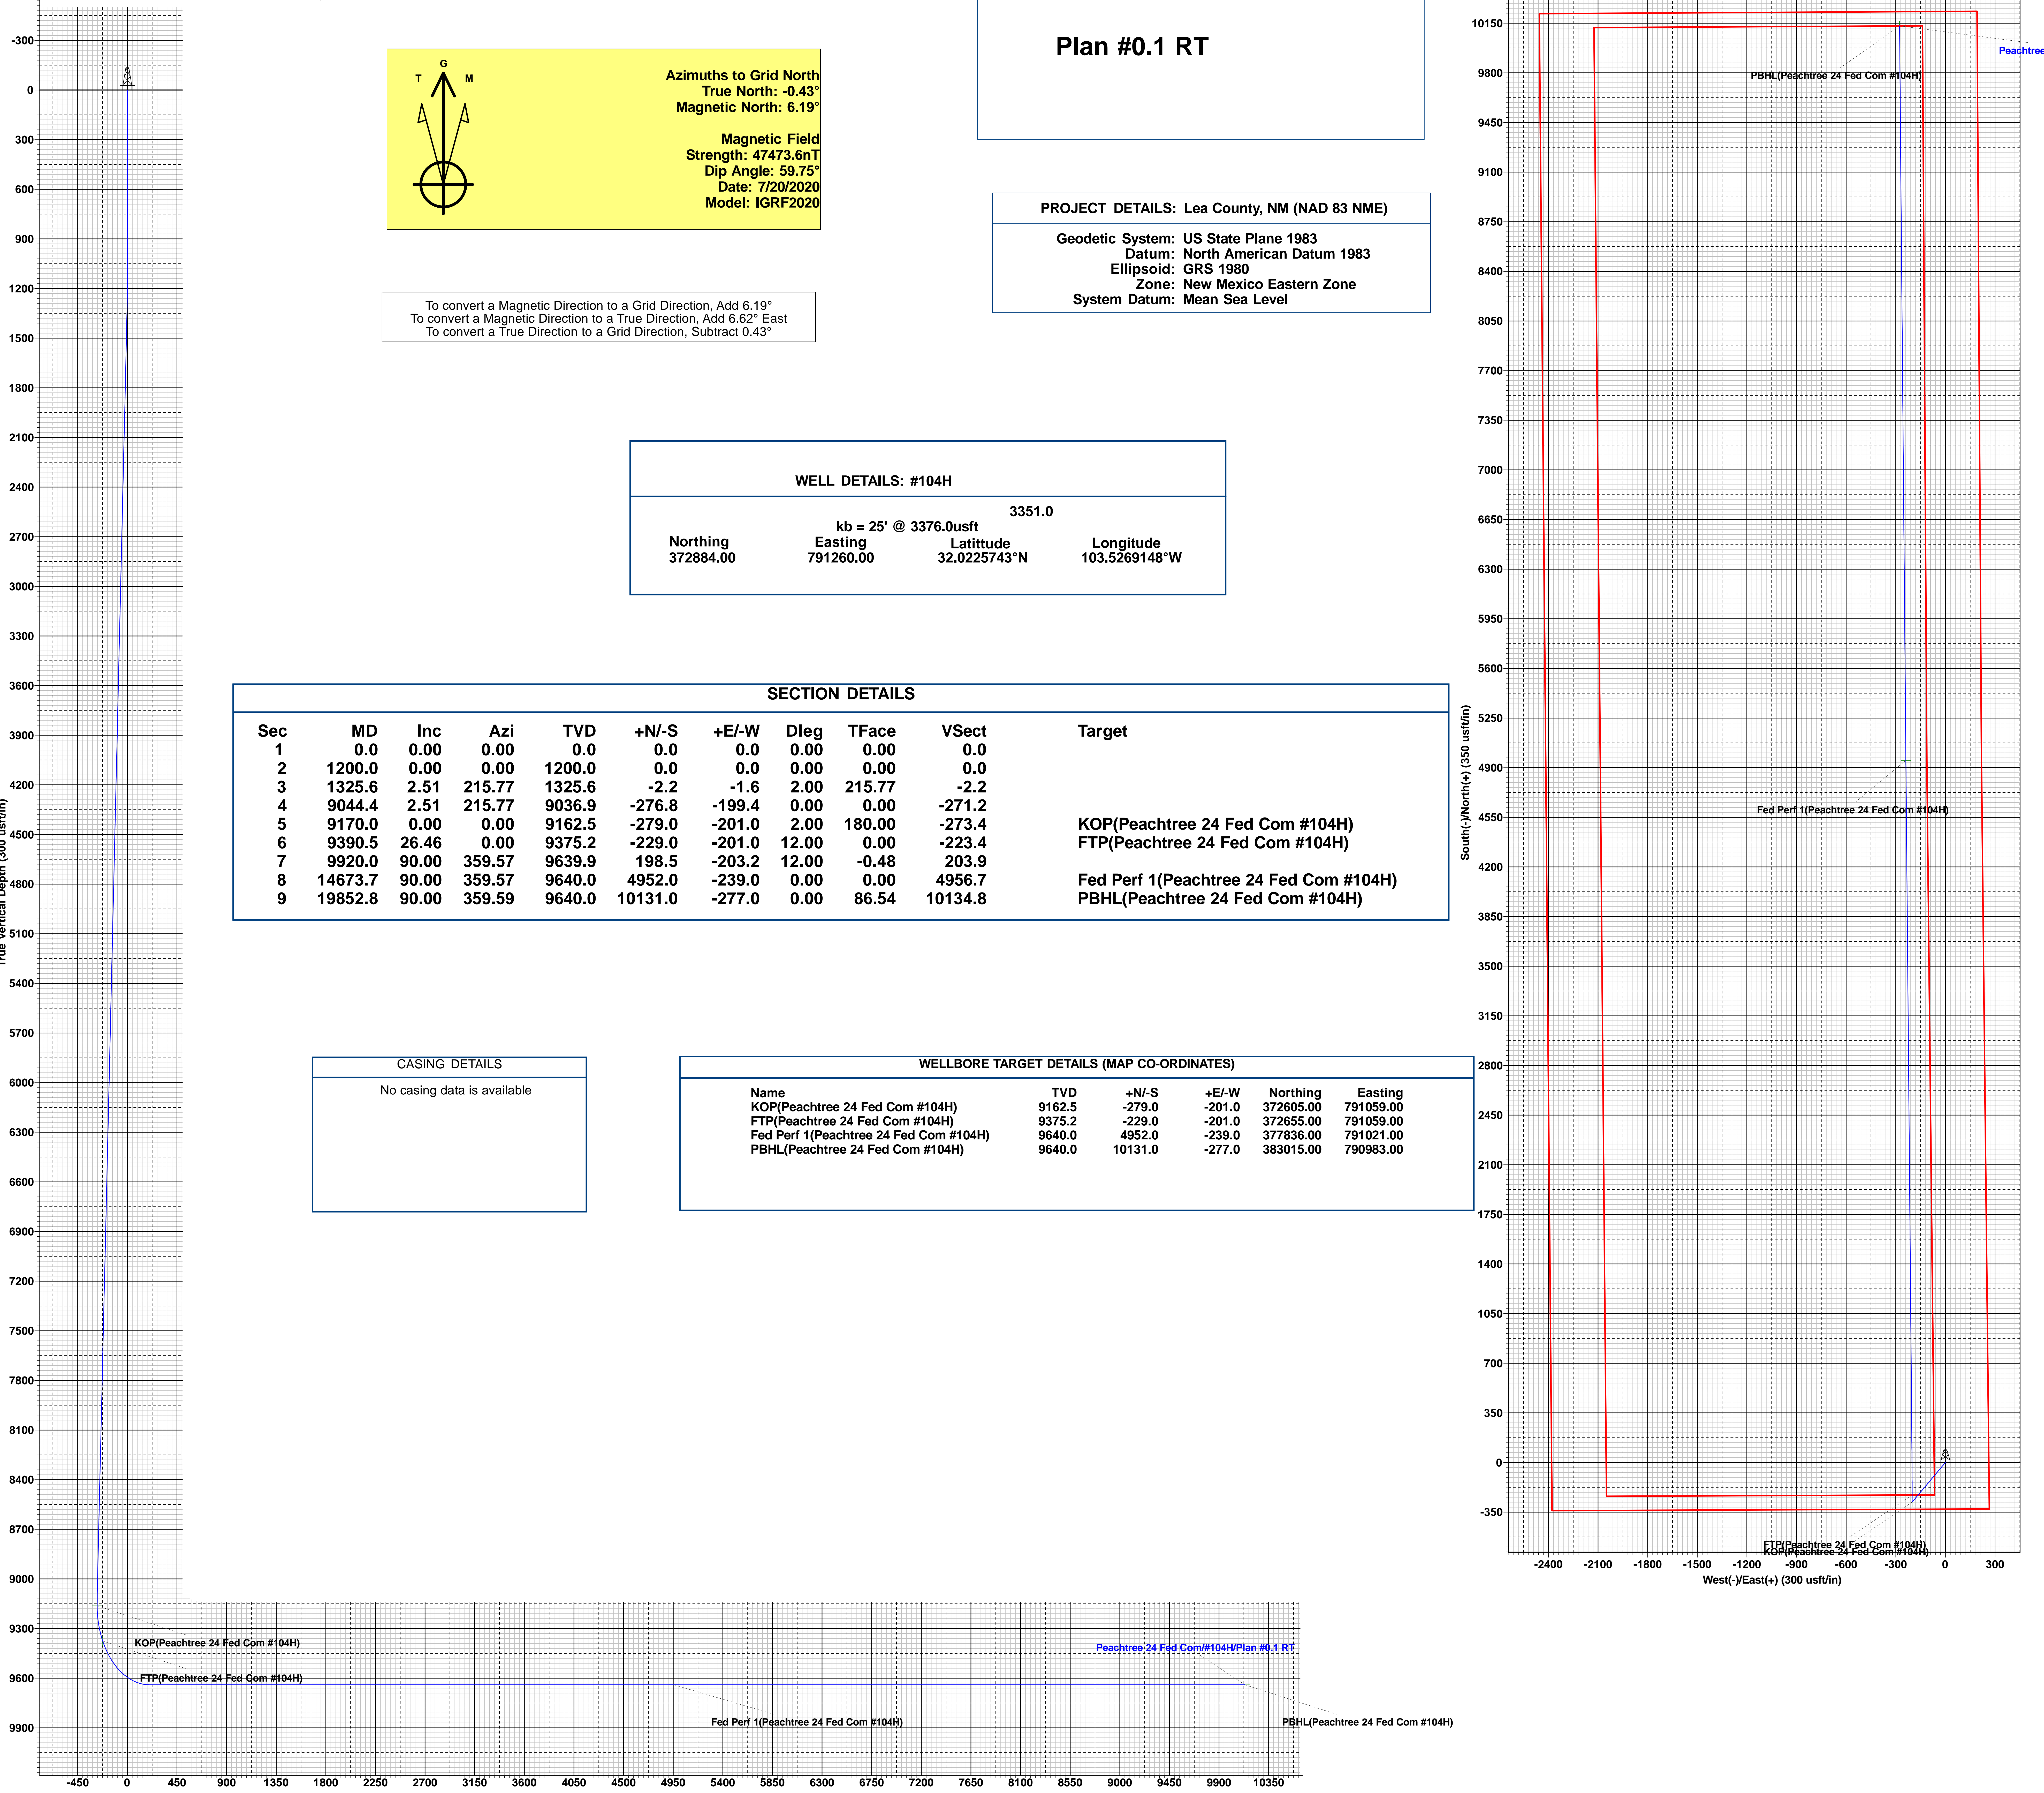 Plan #0.1 RT
T G M
Azimuths to Grid North
True North: -0.43°
Magnetic North: 6.19°
Magnetic Field
Strength: 47473.6nT
Dip Angle: 59.75°
Date: 7/20/2020
Model: IGRF2020
To convert a Magnetic Direction to a Grid Direction, Add 6.19°
To convert a Magnetic Direction to a True Direction, Add 6.62° East
To convert a True Direction to a Grid Direction, Subtract 0.43°
PROJECT DETAILS: Lea County, NM (NAD 83 NME)
Geodetic System: US State Plane 1983
Datum: North American Datum 1983
Ellipsoid: GRS 1980
Zone: New Mexico Eastern Zone
System Datum: Mean Sea Level
WELL DETAILS: #104H
3351.0
kb = 25' @ 3376.0usft
Northing Easting Latittude Longitude
372884.00 791260.00 32.0225743°N 103.5269148°W
SECTION DETAILS
Sec MD Inc Azi TVD +N/-S +E/-W Dleg TFace VSect Target
1 0.0 0.00 0.00 0.0 0.0 0.0 0.00 0.00 0.0
2 1200.0 0.00 0.00 1200.0 0.0 0.0 0.00 0.00 0.0
3 1325.6 2.51 215.77 1325.6 -2.2 -1.6 2.00 215.77 -2.2
4 9044.4 2.51 215.77 9036.9 -276.8 -199.4 0.00 0.00 -271.2
5 9170.0 0.00 0.00 9162.5 -279.0 -201.0 2.00 180.00 -273.4 KOP(Peachtree 24 Fed Com #104H)
6 9390.5 26.46 0.00 9375.2 -229.0 -201.0 12.00 0.00 -223.4 FTP(Peachtree 24 Fed Com #104H)
7 9920.0 90.00 359.57 9639.9 198.5 -203.2 12.00 -0.48 203.9
8 14673.7 90.00 359.57 9640.0 4952.0 -239.0 0.00 0.00 4956.7 Fed Perf 1(Peachtree 24 Fed Com #104H)
9 19852.8 90.00 359.59 9640.0 10131.0 -277.0 0.00 86.54 10134.8 PBHL(Peachtree 24 Fed Com #104H)
CASING DETAILS
No casing data is available
WELLBORE TARGET DETAILS (MAP CO-ORDINATES)
Name TVD +N/-S +E/-W Northing Easting
KOP(Peachtree 24 Fed Com #104H) 9162.5 -279.0 -201.0 372605.00 791059.00
FTP(Peachtree 24 Fed Com #104H) 9375.2 -229.0 -201.0 372655.00 791059.00
Fed Perf 1(Peachtree 24 Fed Com #104H) 9640.0 4952.0 -239.0 377836.00 791021.00
PBHL(Peachtree 24 Fed Com #104H) 9640.0 10131.0 -277.0 383015.00 790983.00
-300
0
300
600
900
1200
1500
1800
2100
2400
2700
3000
3300
3600
3900
4200
4500
4800
5100
5400
5700
6000
6300
6600
6900
7200
7500
7800
8100
8400
8700
9000
9300
9600
9900
True Vertical Depth (300 usft/in)
KOP(Peachtree 24 Fed Com #104H)
FTP(Peachtree 24 Fed Com #104H)
Peachtree 24 Fed Com/#104H/Plan #0.1 RT
Fed Perf 1(Peachtree 24 Fed Com #104H)
PBHL(Peachtree 24 Fed Com #104H)
-450 0 450 900 1350 1800 2250 2700 3150 3600 4050 4500 4950 5400 5850 6300 6750 7200 7650 8100 8550 9000 9450 9900 10350
10150
9800
9450
9100
8750
8400
8050
7700
7350
7000
6650
6300
5950
5600
5250
4900
4550
4200
3850
3500
3150
2800
2450
2100
1750
1400
1050
700
350
0
-350
South(-)/North(+) (350 usft/in)
Peachtree
PBHL(Peachtree 24 Fed Com #104H)
Fed Perf 1(Peachtree 24 Fed Com #104H)
FTP(Peachtree 24 Fed Com #104H)
KOP(Peachtree 24 Fed Com #104H)
-2400 -2100 -1800 -1500 -1200 -900 -600 -300 0 300
West(-)/East(+) (300 usft/in)